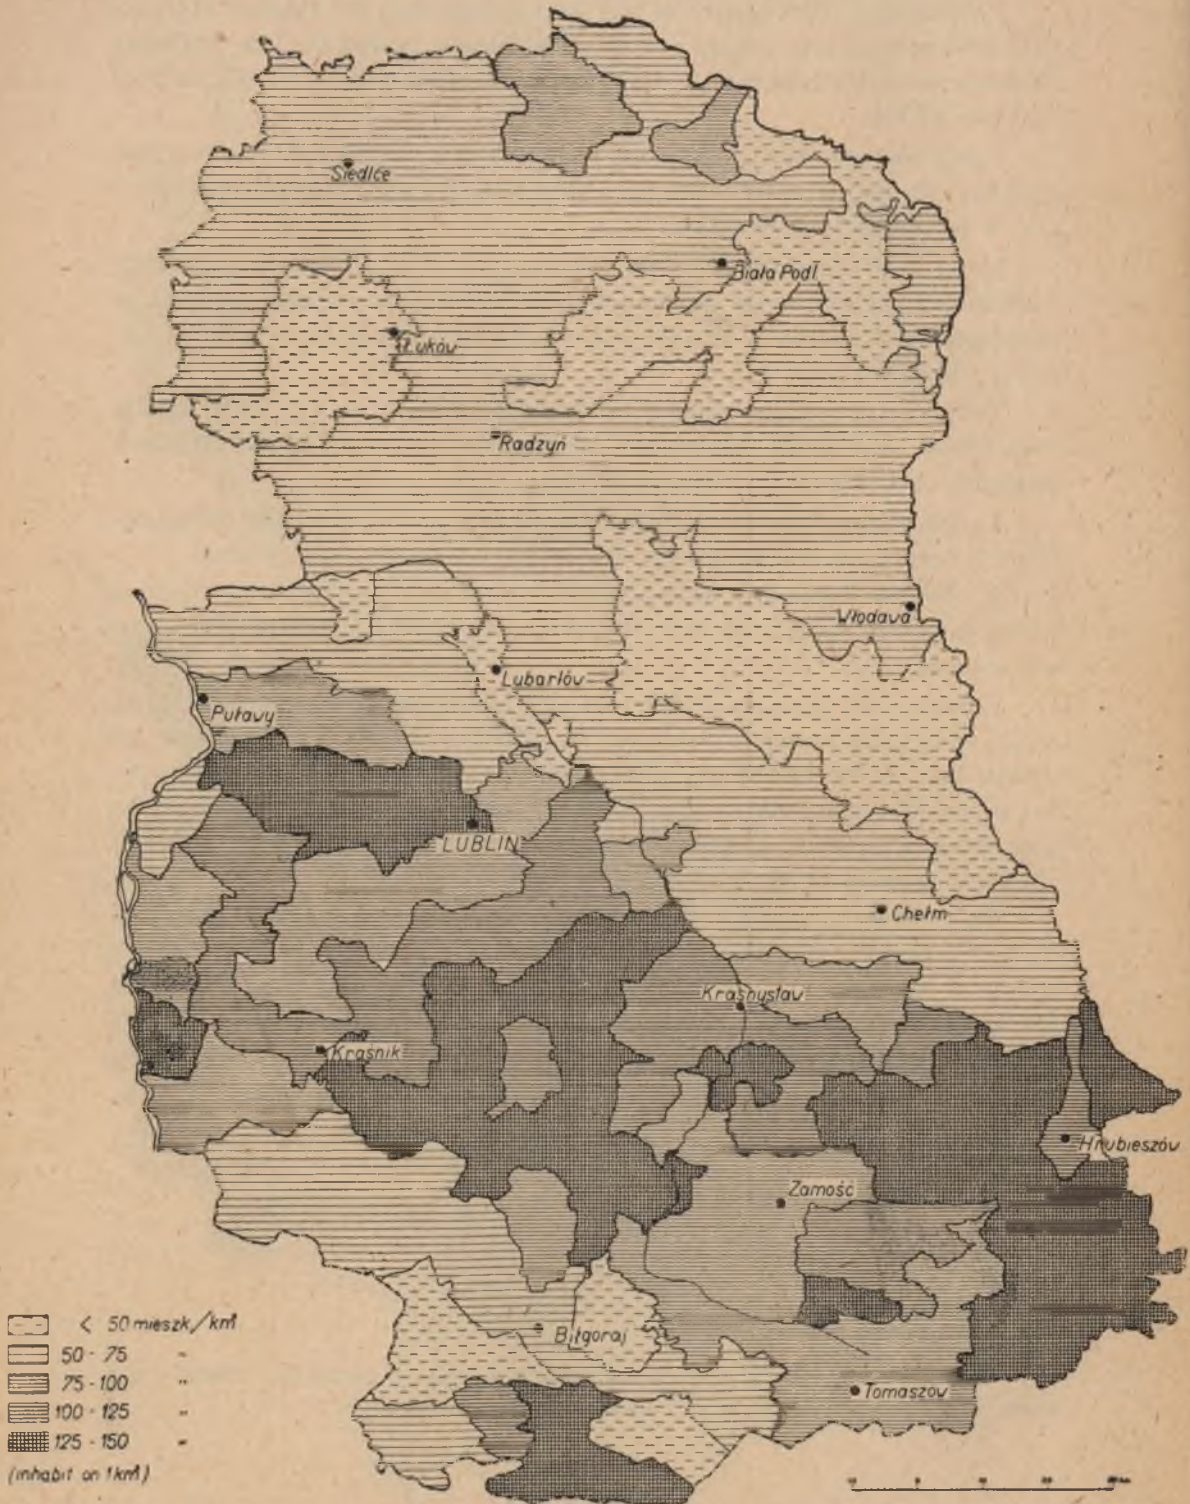 Siedlce
Biała Podl
Łuków
Radzyń
Włodava
Lubartów
Puławy
LUBLIN
Chełm
Krasnystaw
Kraśnik
Hrubieszów
Zamość
Biłgoraj
Tomaszów
< 50 mieszk/km²
50 - 75 "
75 - 100 "
100 - 125 "
125 - 150 "
(inhabit on 1 km²)